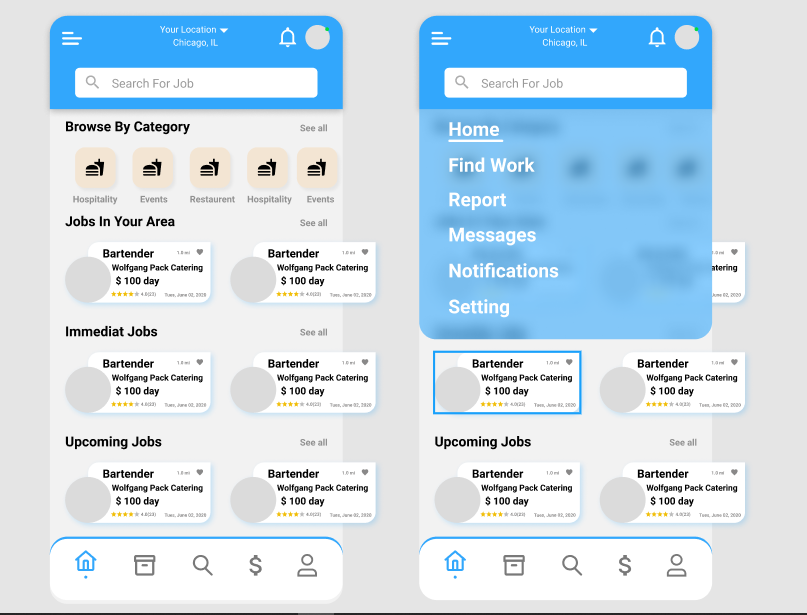 Your Location
Chicago, IL
Search For Job
Browse By Category
See all
Hospitality Events Restaurent Hospitality Events
Jobs In Your Area
See all
Bartender 1.0 mi
Wolfgang Pack Catering
$ 100 day
4.0(23) Tues, June 02, 2020
Bartender 1.0 mi
Wolfgang Pack Catering
$ 100 day
4.0(23) Tues, June 02, 2020
Immediat Jobs
See all
Bartender 1.0 mi
Wolfgang Pack Catering
$ 100 day
4.0(23) Tues, June 02, 2020
Bartender 1.0 mi
Wolfgang Pack Catering
$ 100 day
4.0(23) Tues, June 02, 2020
Upcoming Jobs
See all
Bartender 1.0 mi
Wolfgang Pack Catering
$ 100 day
4.0(23) Tues, June 02, 2020
Bartender 1.0 mi
Wolfgang Pack Catering
$ 100 day
4.0(23) Tues, June 02, 2020
Your Location
Chicago, IL
Search For Job
Home
Find Work
Report
Messages
Notifications
Setting
Bartender 1.0 mi
Wolfgang Pack Catering
$ 100 day
4.0(23) Tues, June 02, 2020
Bartender 1.0 mi
Wolfgang Pack Catering
$ 100 day
4.0(23) Tues, June 02, 2020
Upcoming Jobs
See all
Bartender 1.0 mi
Wolfgang Pack Catering
$ 100 day
4.0(23) Tues, June 02, 2020
Bartender 1.0 mi
Wolfgang Pack Catering
$ 100 day
4.0(23) Tues, June 02, 2020